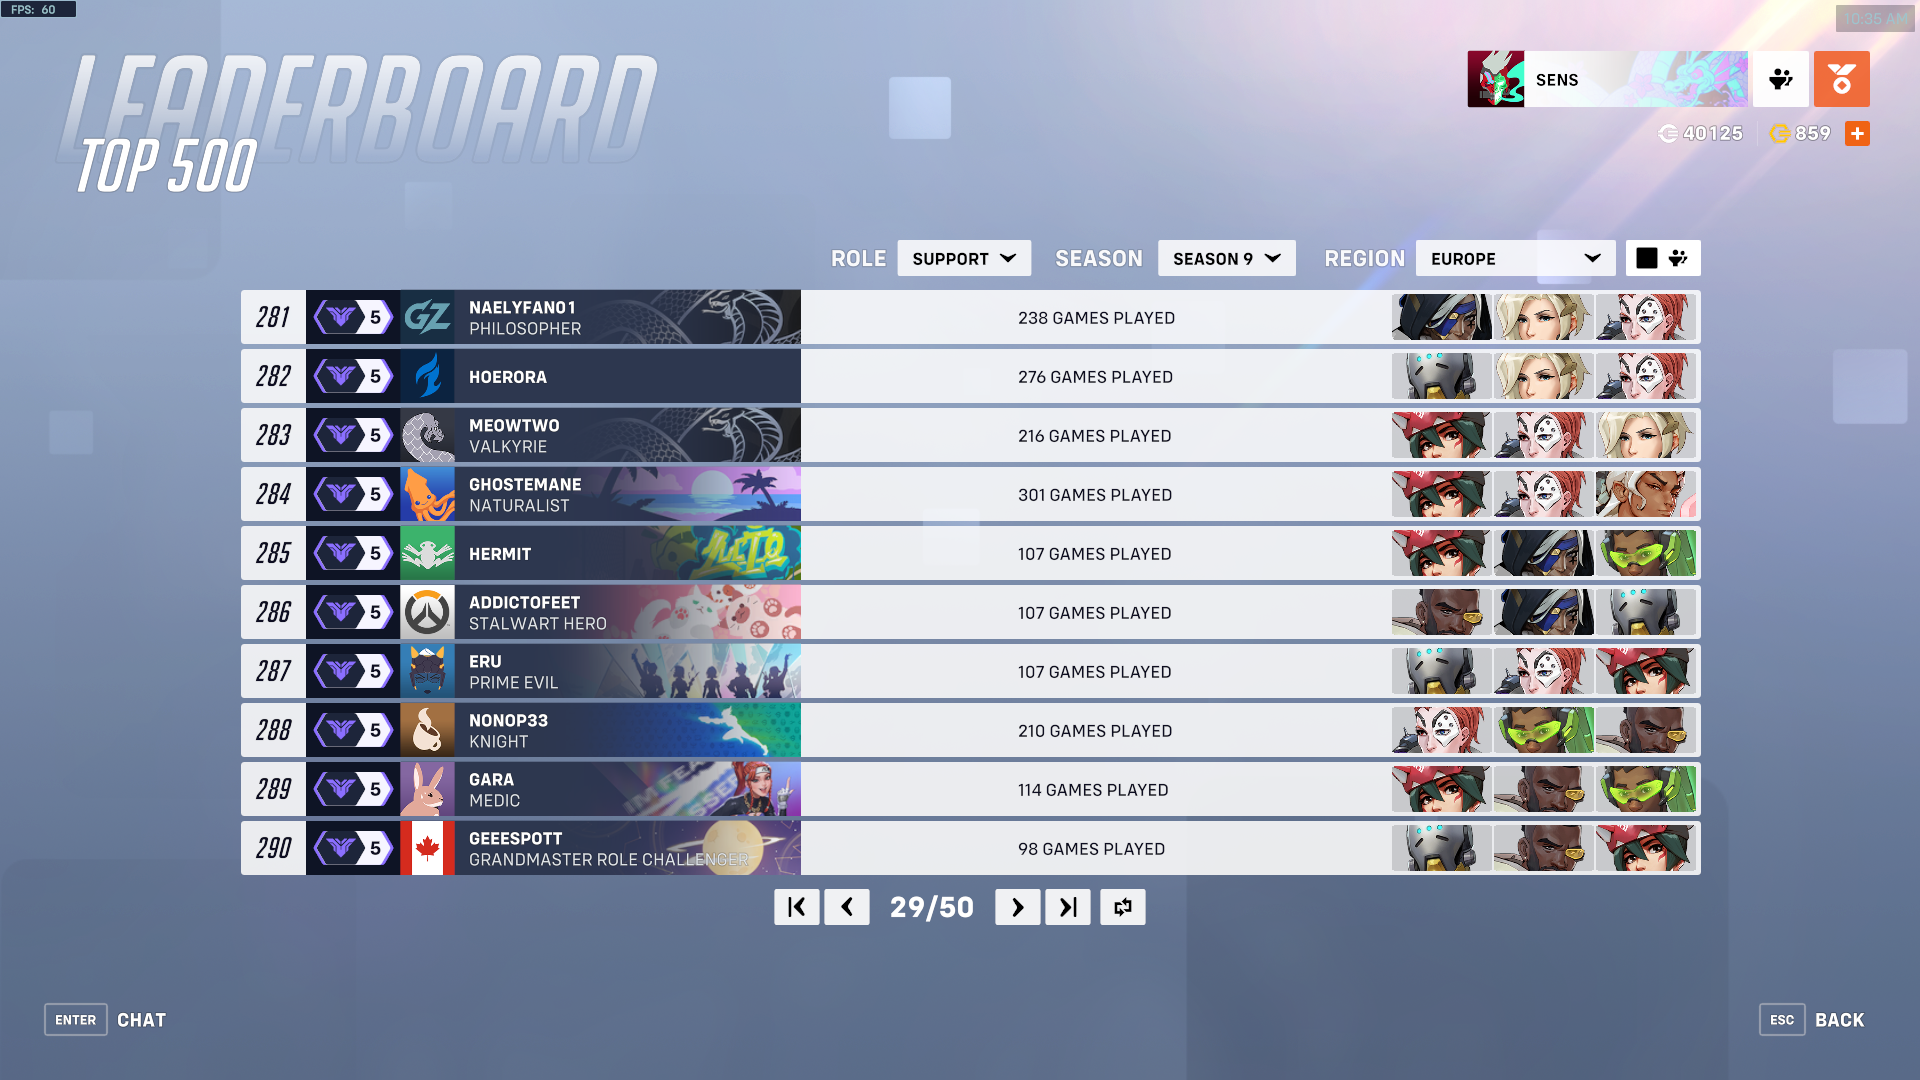 FPS: 60
10:35 AM
LEADERBOARD
TOP 500
SENS
40125
859
ROLE SUPPORT SEASON SEASON 9 REGION EUROPE
281 5 GZ NAELYFANO1 PHILOSOPHER 238 GAMES PLAYED
282 5 HOERORA 276 GAMES PLAYED
283 5 MEOWTWO VALKYRIE 216 GAMES PLAYED
284 5 GHOSTEMANE NATURALIST 301 GAMES PLAYED
285 5 HERMIT 107 GAMES PLAYED
286 5 ADDICTOFEET STALWART HERO 107 GAMES PLAYED
287 5 ERU PRIME EVIL 107 GAMES PLAYED
288 5 NONOP33 KNIGHT 210 GAMES PLAYED
289 5 GARA MEDIC 114 GAMES PLAYED
290 5 GEEESPOTT GRANDMASTER ROLE CHALLENGER 98 GAMES PLAYED
29/50
ENTER CHAT
ESC BACK